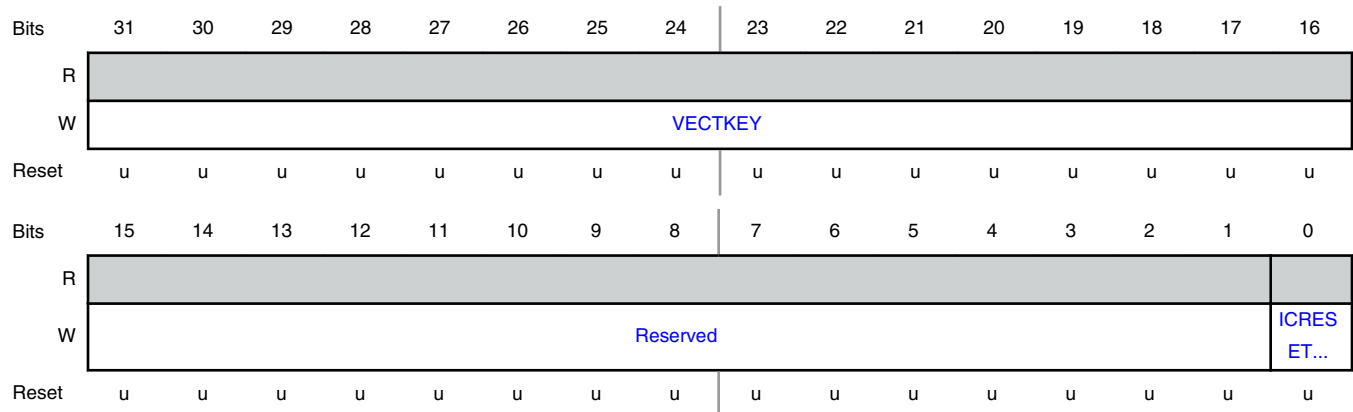 Bits 31 30 29 28 27 26 25 24 23 22 21 20 19 18 17 16
R
W VECTKEY
Reset u u u u u u u u u u u u u u u u
Bits 15 14 13 12 11 10 9 8 7 6 5 4 3 2 1 0
R
W Reserved ICRES
ET...
Reset u u u u u u u u u u u u u u u u